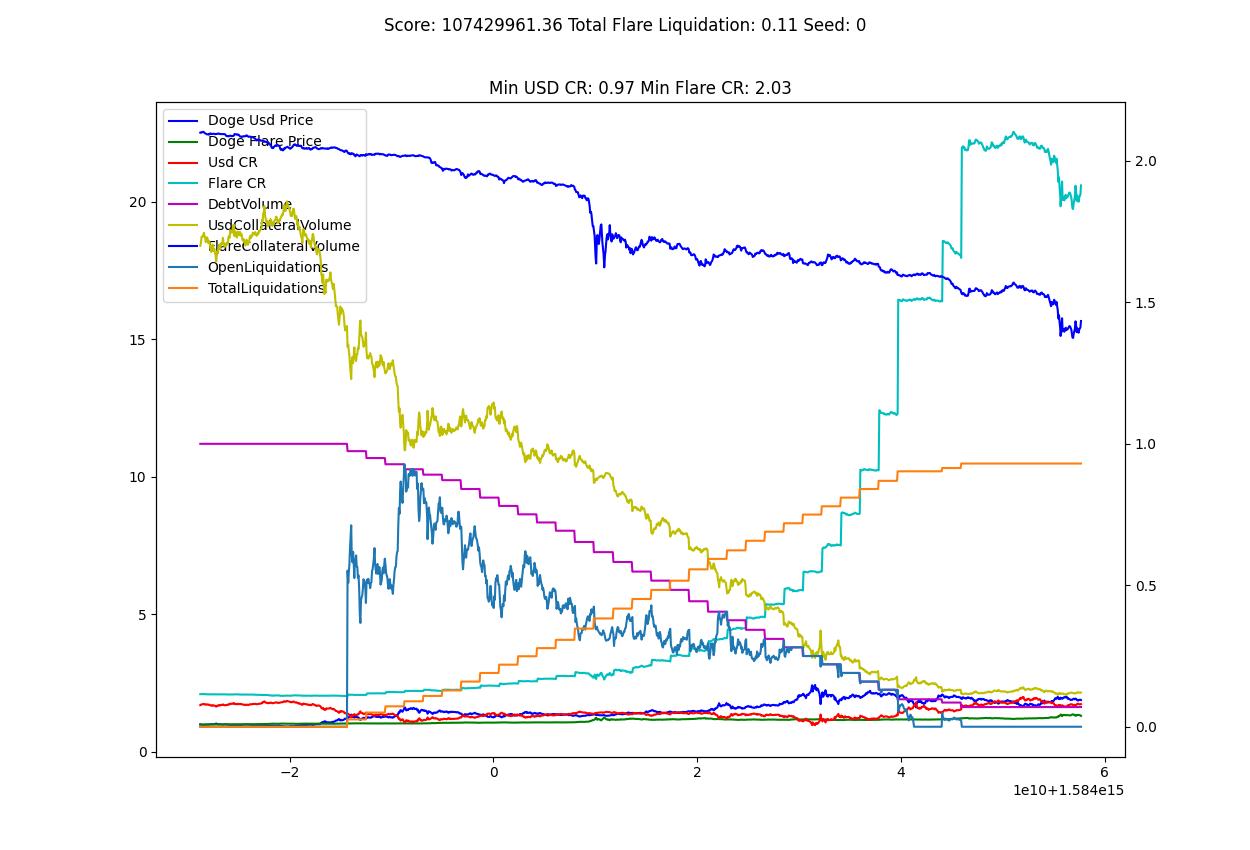 Score: 107429961.36 Total Flare Liquidation: 0.11 Seed: 0
Min USD CR: 0.97 Min Flare CR: 2.03
Doge Usd Price
Doge Flare Price
Usd CR
Flare CR
DebtVolume
UsdCollateralVolume
FlareCollateralVolume
OpenLiquidations
TotalLiquidations
20
15
10
5
0
2.0
1.5
1.0
0.5
0.0
−2
0
2
4
6
1e10+1.584e15